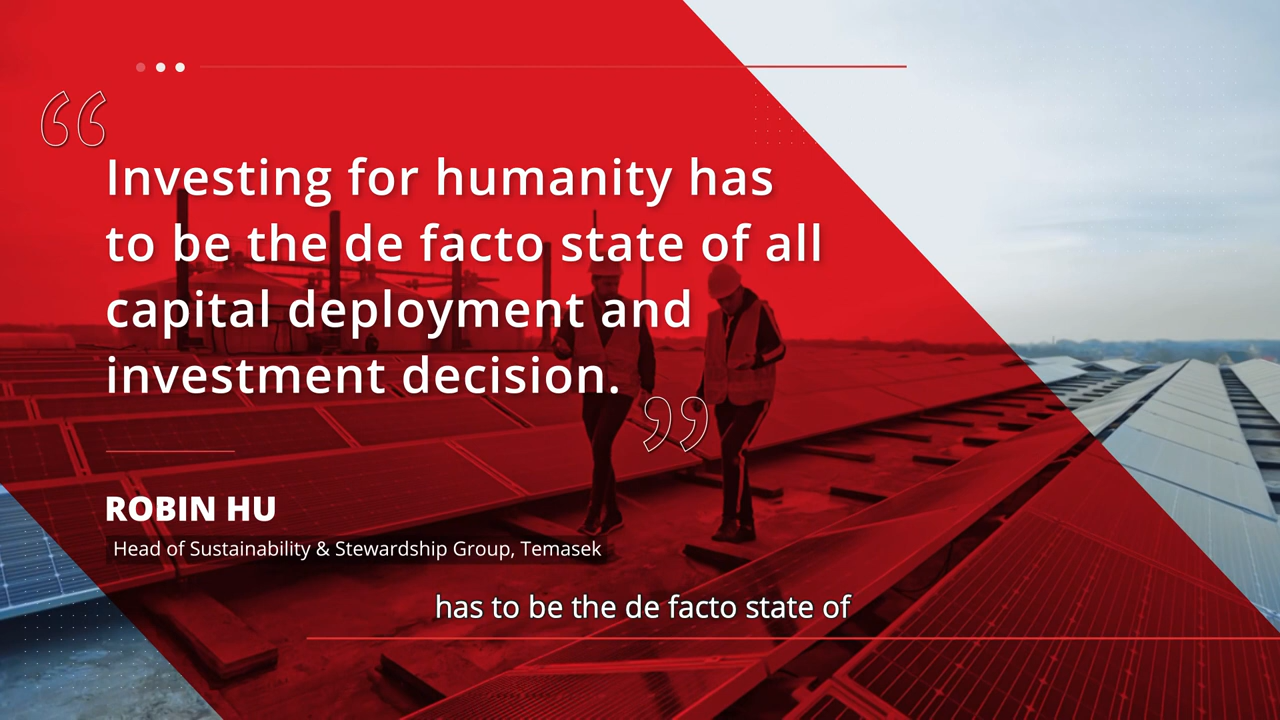 “
Investing for humanity has
to be the de facto state of all
capital deployment and
investment decision.
”
ROBIN HU
Head of Sustainability & Stewardship Group, Temasek
has to be the de facto state of